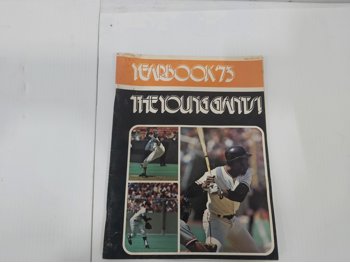 YEARBOOK '73
THE YOUNG GIANTS!